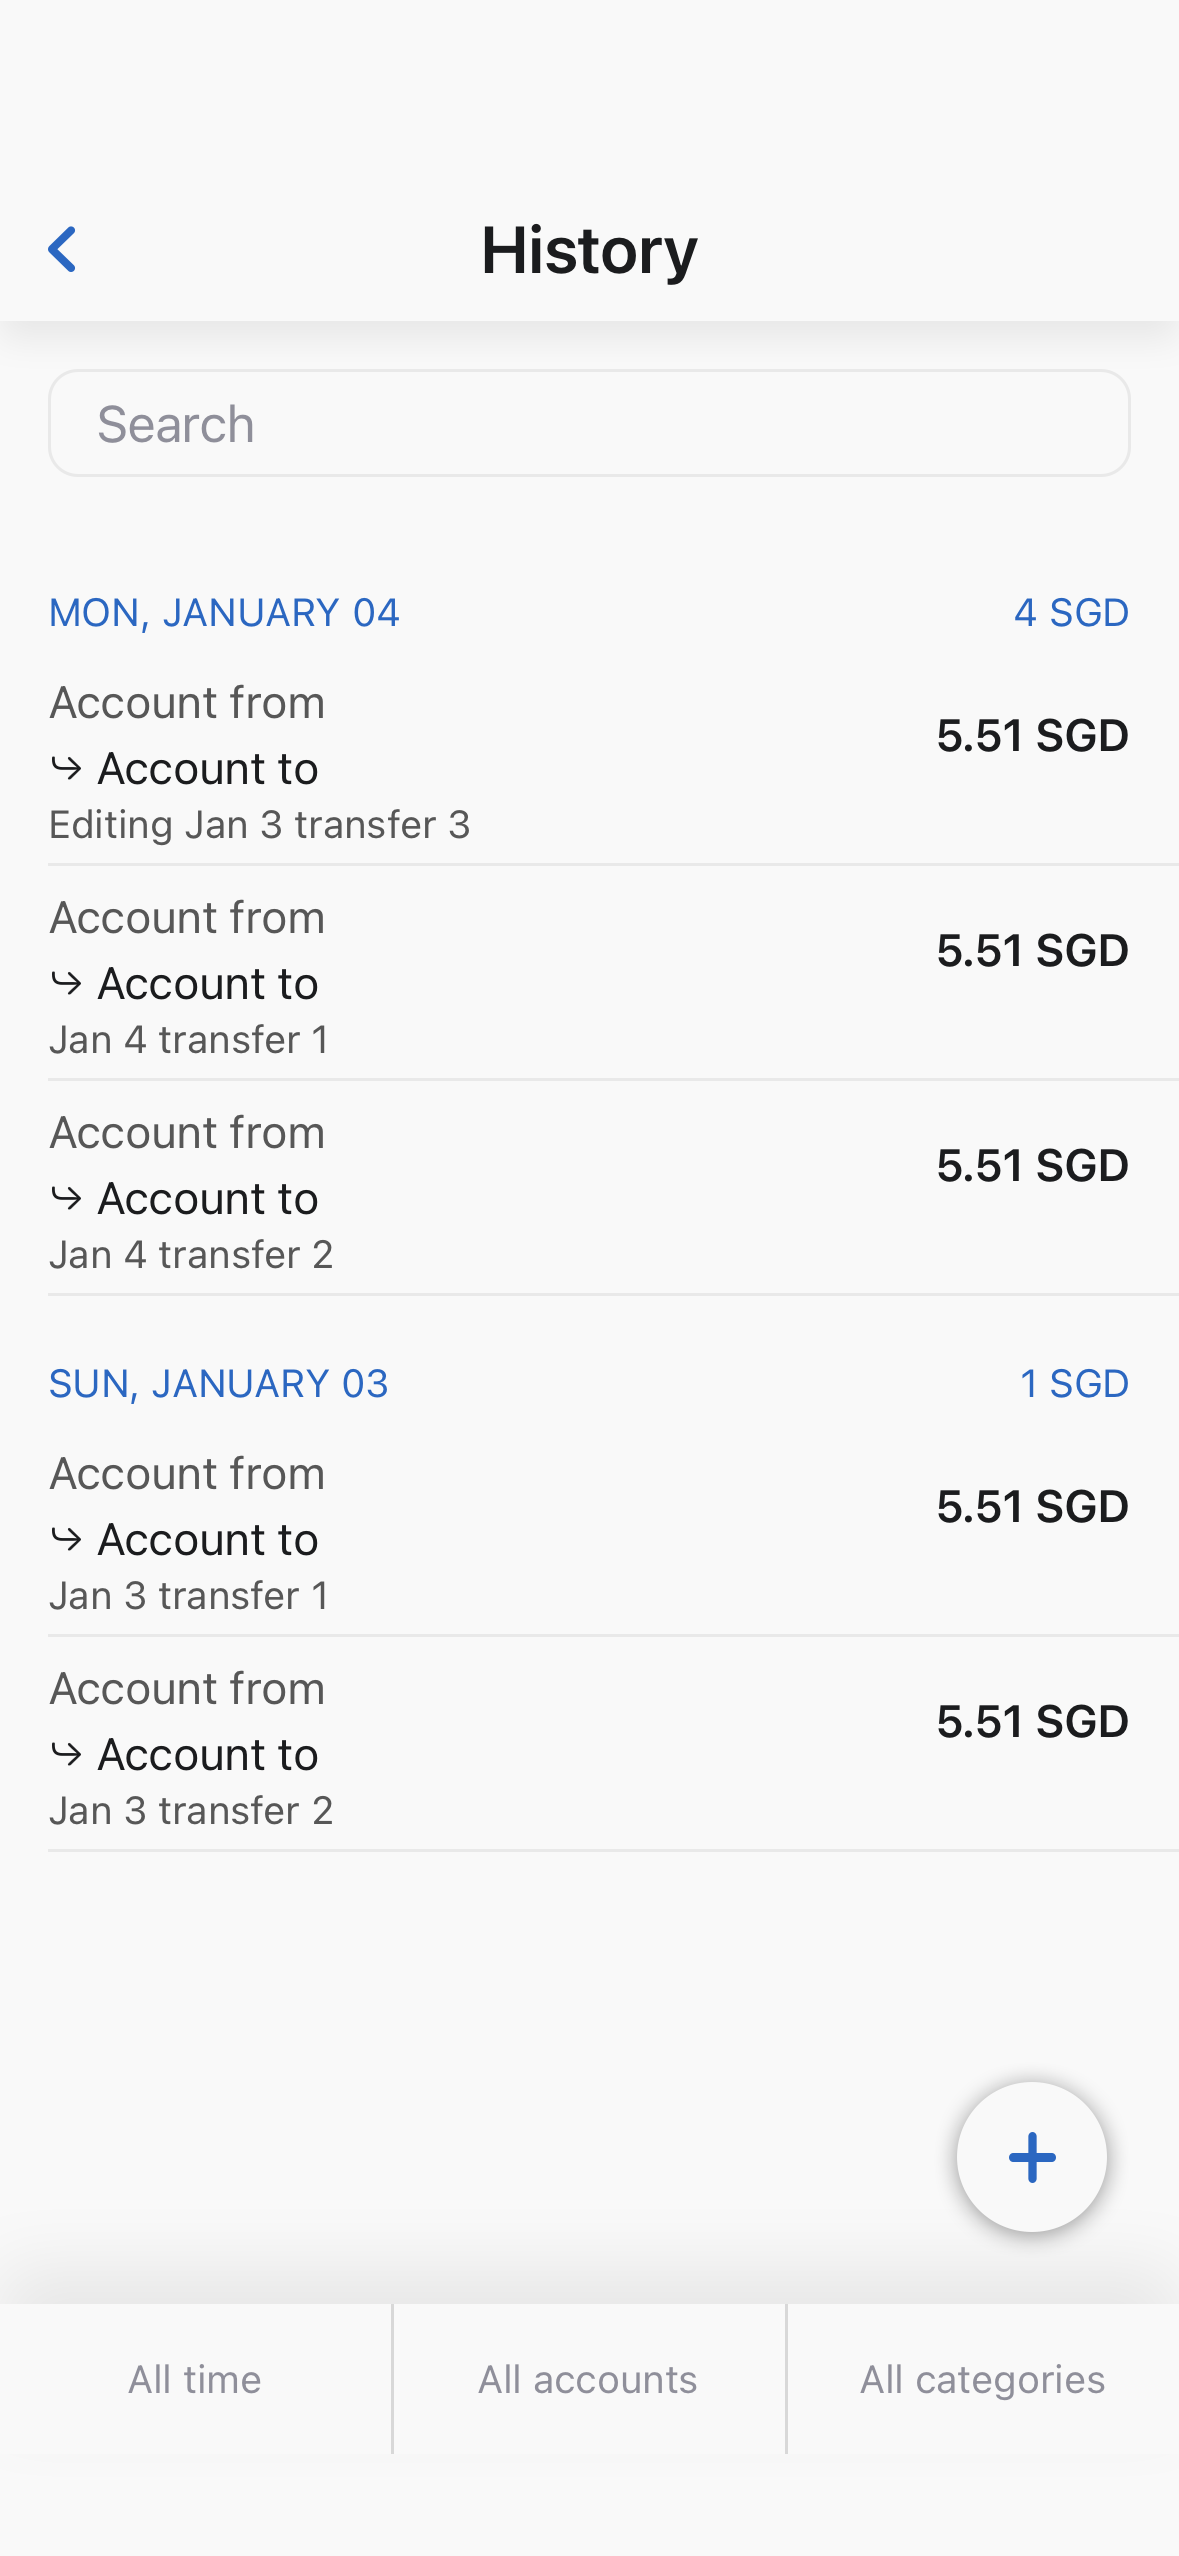 History
Search
MON, JANUARY 04 4 SGD
Account from
5.51 SGD
Account to
Editing Jan 3 transfer 3
Account from
5.51 SGD
Account to
Jan 4 transfer 1
Account from
5.51 SGD
Account to
Jan 4 transfer 2
SUN, JANUARY 03 1 SGD
Account from
5.51 SGD
Account to
Jan 3 transfer 1
Account from
5.51 SGD
Account to
Jan 3 transfer 2
All time All accounts All categories